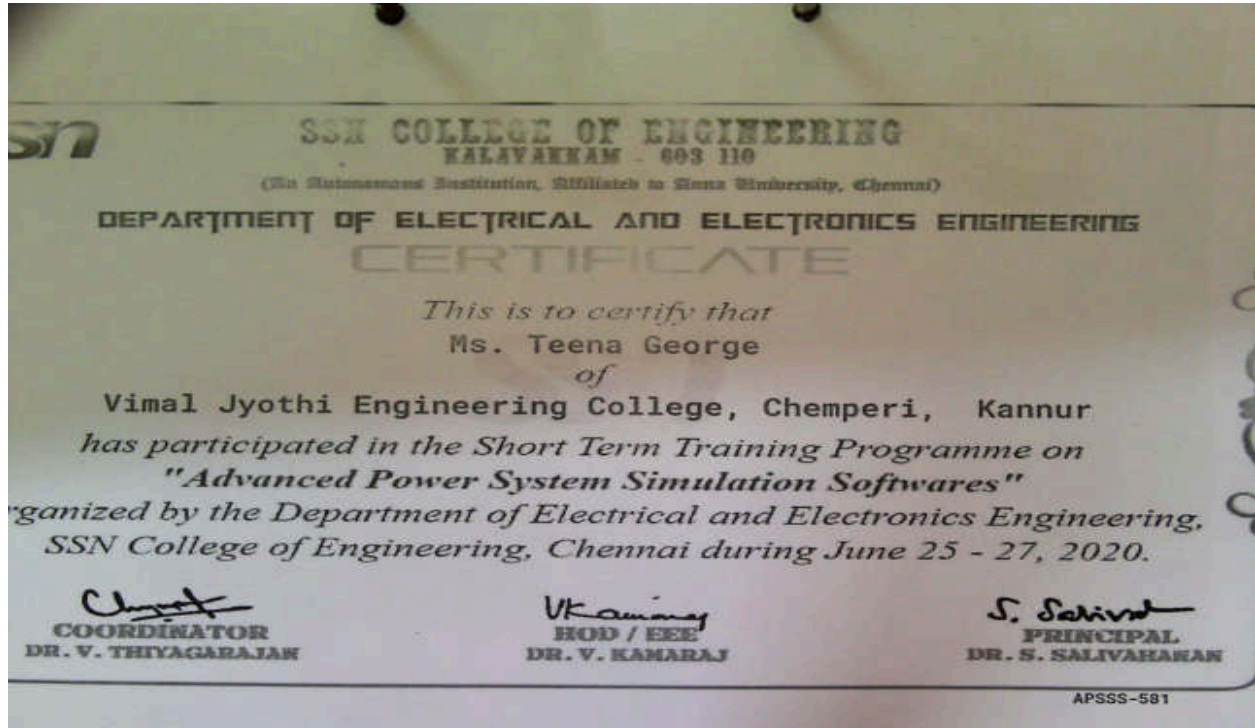 ssn
SSN COLLEGE OF ENGINEERING
KALAVAKKAM - 603 110
(An Autonomous Institution, Affiliated to Anna University, Chennai)
DEPARTMENT OF ELECTRICAL AND ELECTRONICS ENGINEERING
CERTIFICATE
This is to certify that
Ms. Teena George
of
Vimal Jyothi Engineering College, Chemperi, Kannur
has participated in the Short Term Training Programme on
"Advanced Power System Simulation Softwares"
rganized by the Department of Electrical and Electronics Engineering,
SSN College of Engineering, Chennai during June 25 - 27, 2020.
COORDINATOR
DR. V. THIYAGARAJAN
HOD / EEE
DR. V. KAMARAJ
S. Saliva
PRINCIPAL
DR. S. SALIVAHANAN
APSSS-581